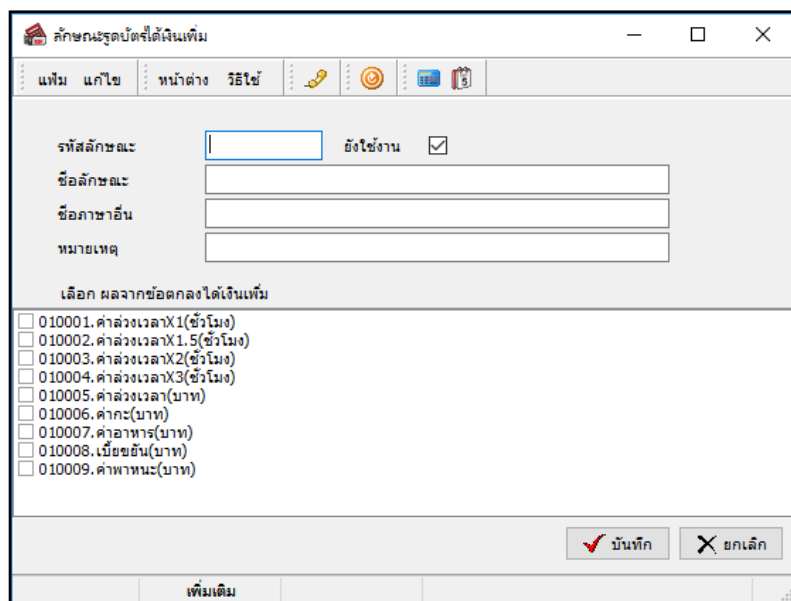 ลักษณะรูดบัตรได้เงินเพิ่ม
แฟ้ม แก้ไข หน้าต่าง วิธีใช้
รหัสลักษณะ ยังใช้งาน
ชื่อลักษณะ
ชื่อภาษาอื่น
หมายเหตุ
เลือก ผลจากข้อตกลงได้เงินเพิ่ม
010001.ค่าล่วงเวลาX1(ชั่วโมง)
010002.ค่าล่วงเวลาX1.5(ชั่วโมง)
010003.ค่าล่วงเวลาX2(ชั่วโมง)
010004.ค่าล่วงเวลาX3(ชั่วโมง)
010005.ค่าล่วงเวลา(บาท)
010006.ค่ากะ(บาท)
010007.ค่าอาหาร(บาท)
010008.เบี้ยขยัน(บาท)
010009.ค่าพาหนะ(บาท)
บันทึก ยกเลิก
เพิ่มเติม